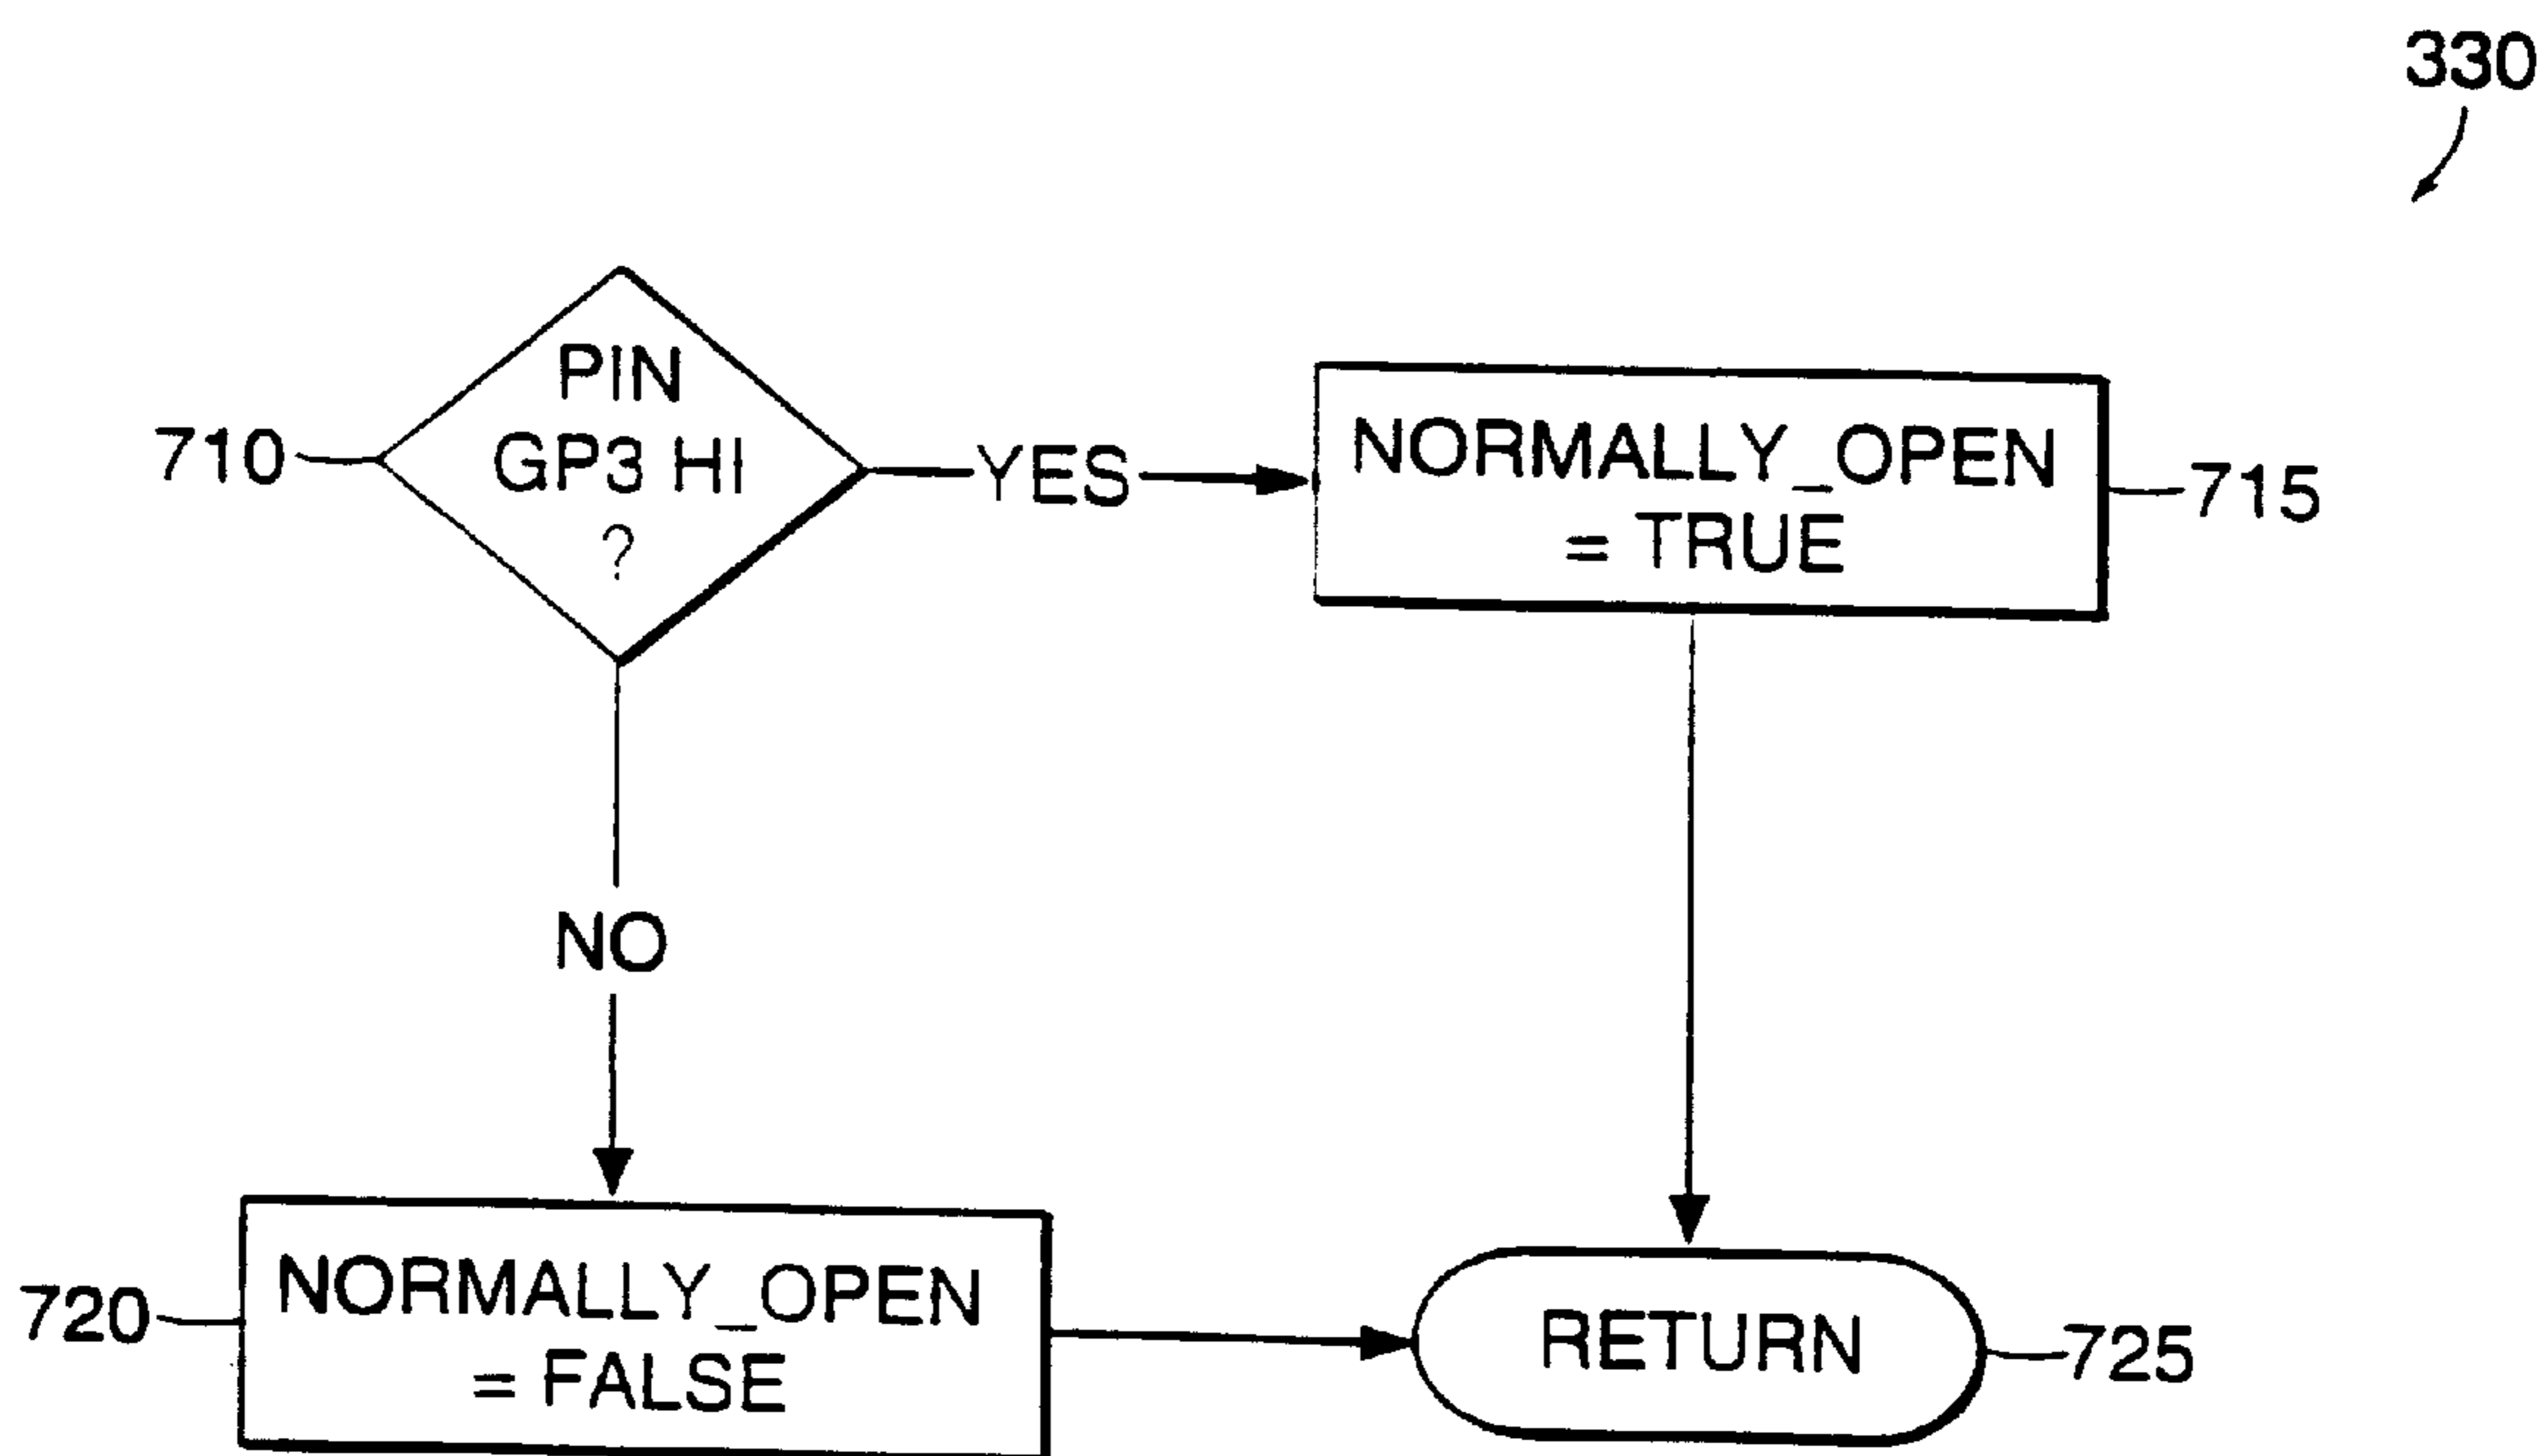 330
PIN
GP3 HI
?
710
YES
NORMALLY_OPEN
= TRUE
715
NO
720
NORMALLY_OPEN
= FALSE
RETURN
725